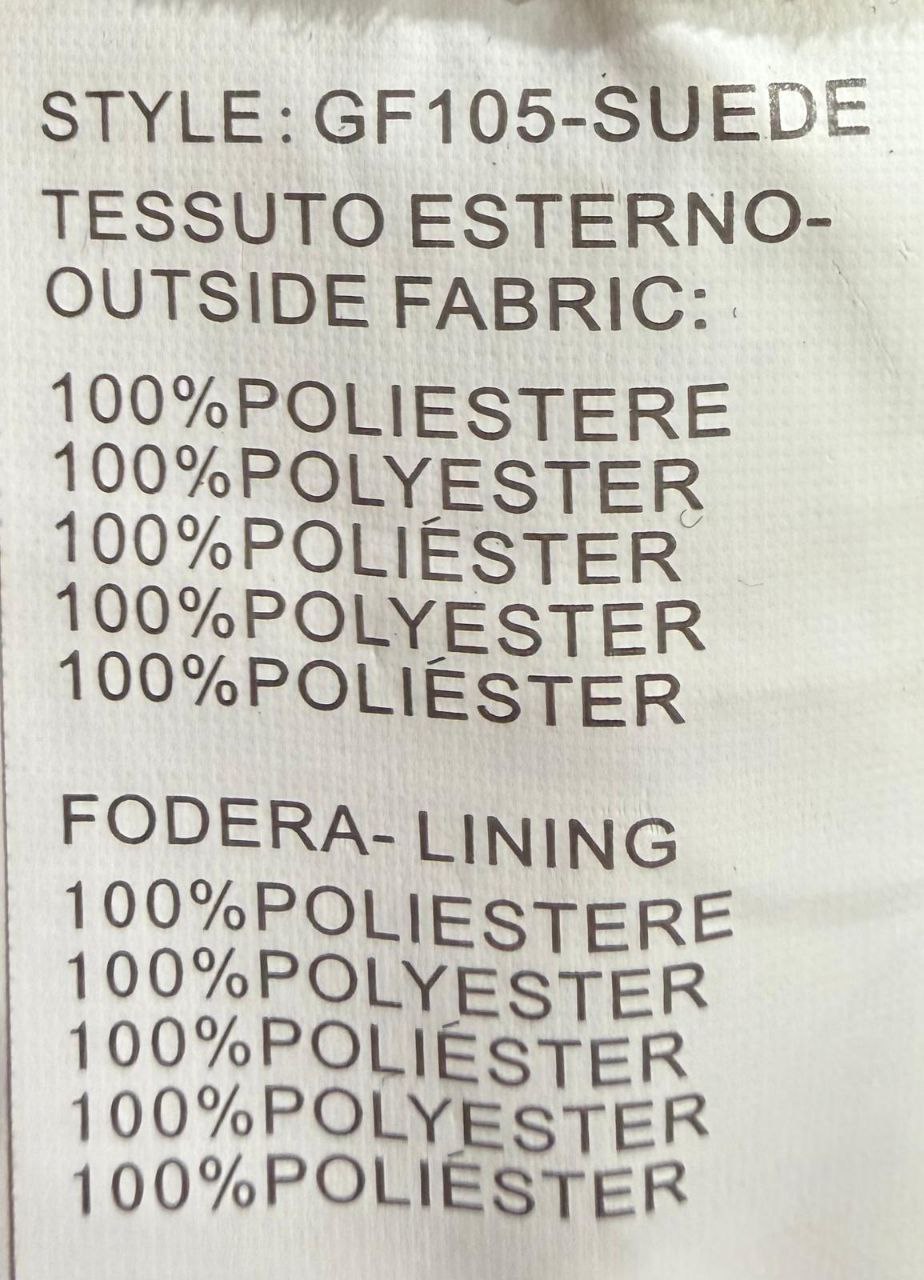 STYLE: GF105-SUEDE
TESSUTO ESTERNO-
OUTSIDE FABRIC:
100%POLIESTERE
100%POLYESTER
100%POLIÉSTER
100%POLYESTER
100%POLIÉSTER
FODERA- LINING
100%POLIESTERE
100%POLYESTER
100%POLIÉSTER
100%POLYESTER
100%POLIÉSTER